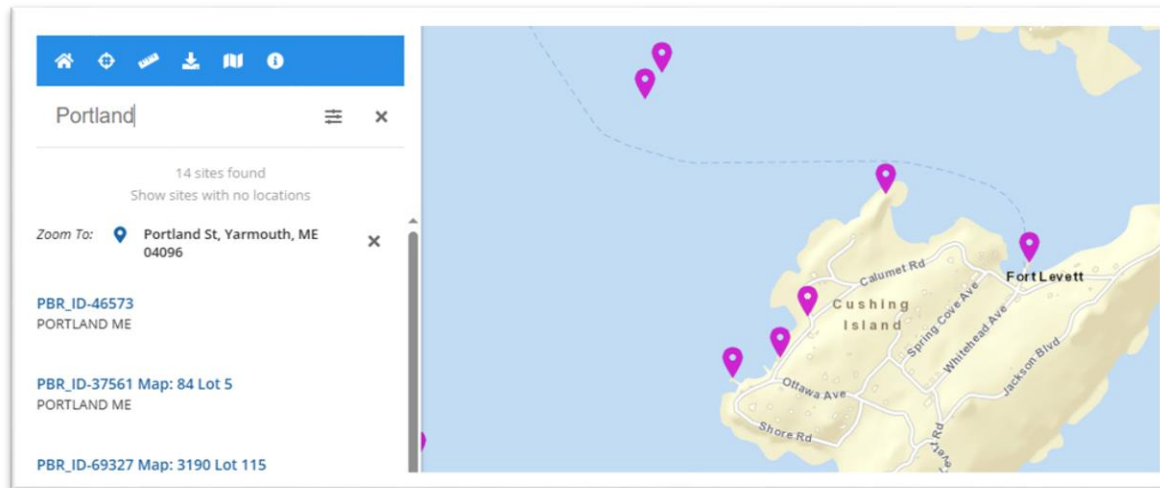 Portland
14 sites found
Show sites with no locations
Zoom To:
Portland St, Yarmouth, ME
04096
PBR_ID-46573
PORTLAND ME
PBR_ID-37561 Map: 84 Lot 5
PORTLAND ME
PBR_ID-69327 Map: 3190 Lot 115
Calumet Rd
Fort Levett
Cushing
Island
Spring Cove Ave
Whitehead Ave
Jackson Blvd
Ottawa Ave
Shore Rd